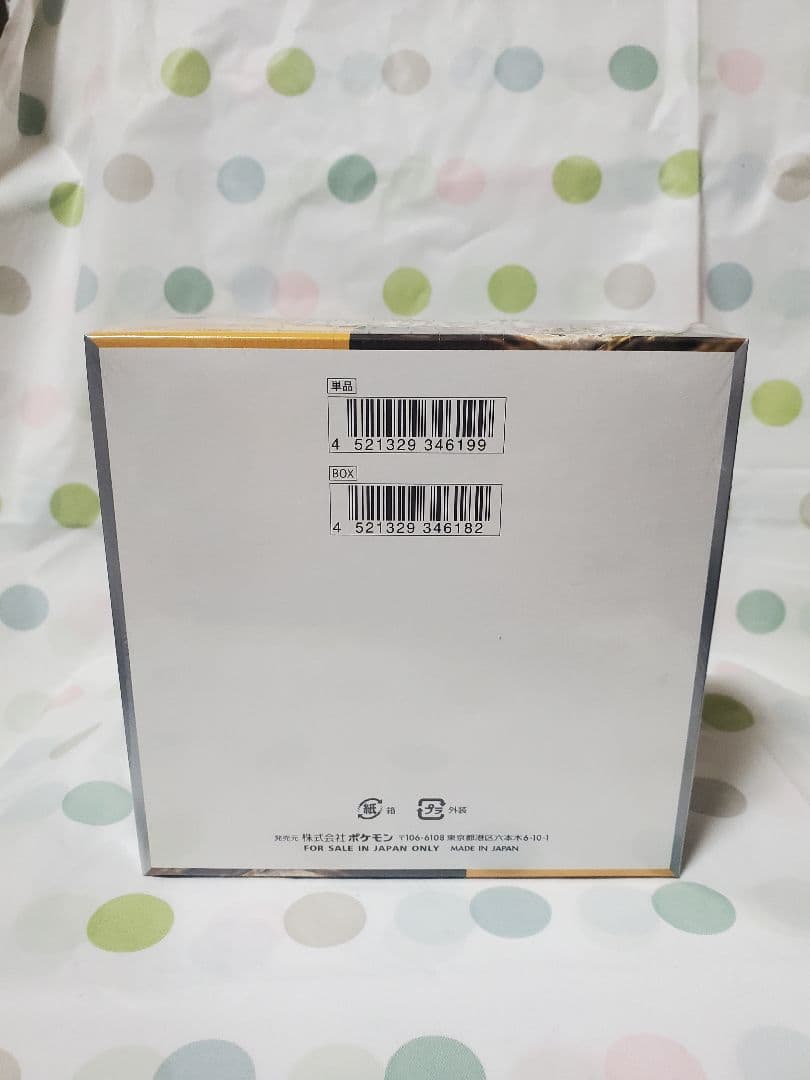 単品
4 521329 346199
BOX
4 521329 346182
紙 箱 プラ 外装
発売元 株式会社ポケモン 〒106-6108 東京都港区六本木6-10-1
FOR SALE IN JAPAN ONLY MADE IN JAPAN